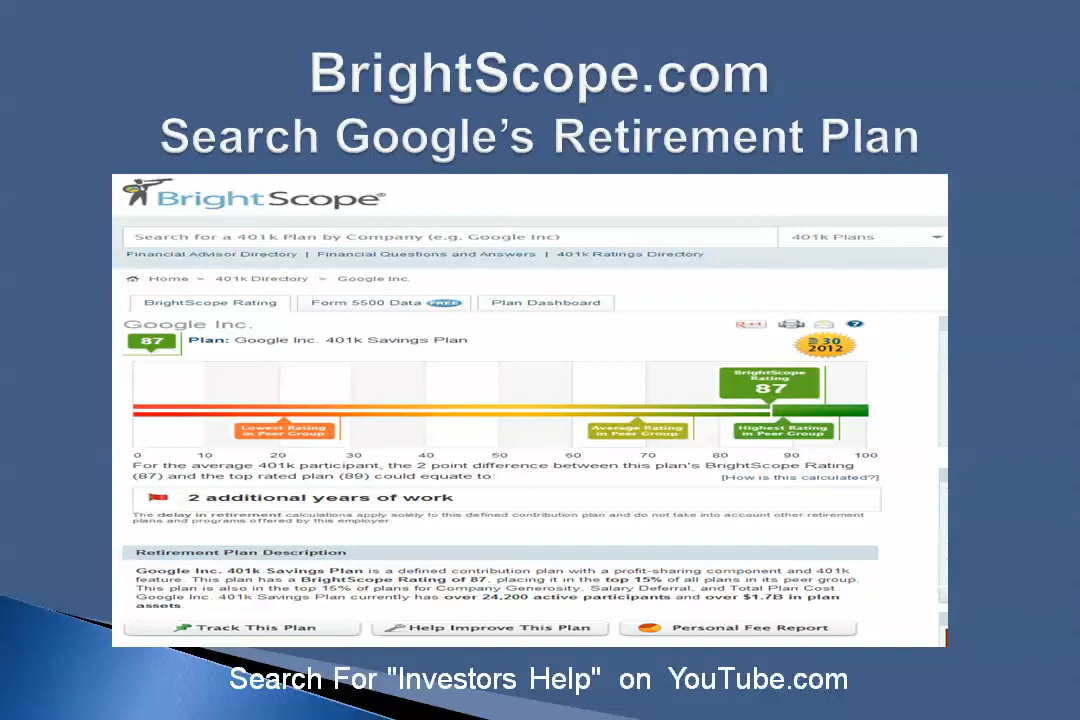 BrightScope.com
Search Google's Retirement Plan
BrightScope®
Search for a 401k Plan by Company (e.g. Google Inc)
401k Plans
Financial Advisor Directory | Financial Questions and Answers | 401k Ratings Directory
Home > 401k Directory > Google Inc.
BrightScope Rating
Form 5500 Data FREE
Plan Dashboard
Google Inc.
87
Plan: Google Inc. 401k Savings Plan
+1
?
30
2012
BrightScope
Rating
87
Lowest Rating
in Peer Group
Average Rating
in Peer Group
Highest Rating
in Peer Group
0 10 20 30 40 50 60 70 80 90 100
For the average 401k participant, the 2 point difference between this plan's BrightScope Rating
(87) and the top rated plan (89) could equate to:
[How is this calculated?]
2 additional years of work
The delay in retirement calculations apply solely to this defined contribution plan and do not take into account other retirement
plans and programs offered by this employer.
Retirement Plan Description
Google Inc. 401k Savings Plan is a defined contribution plan with a profit-sharing component and 401k
feature. This plan has a BrightScope Rating of 87, placing it in the top 15% of all plans in its peer group.
This plan is also in the top 15% of plans for Company Generosity, Salary Deferral, and Total Plan Cost.
Google Inc. 401k Savings Plan currently has over 24,200 active participants and over $1.7B in plan
assets.
Track This Plan
Help Improve This Plan
Personal Fee Report
Search For "Investors Help" on YouTube.com